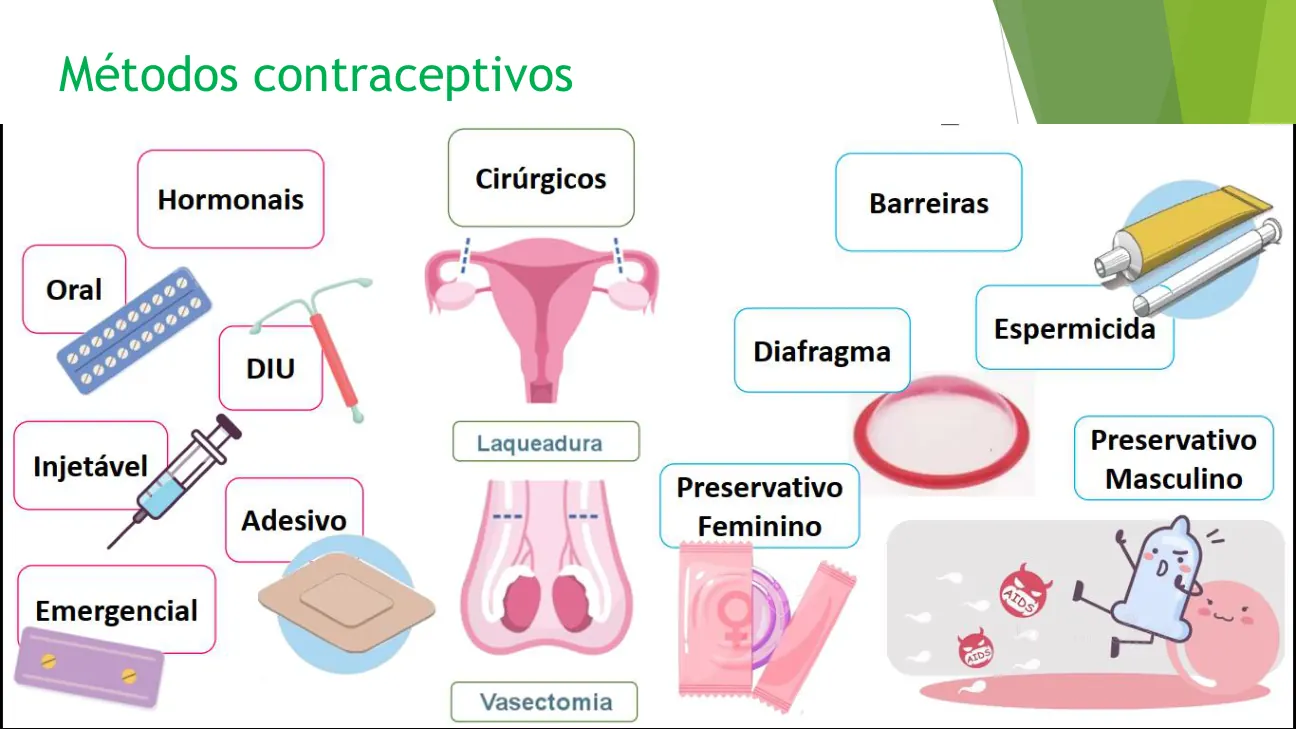 Métodos contraceptivos
Hormonais
Oral
DIU
Injetável
Adesivo
Emergencial
Cirúrgicos
Laqueadura
Vasectomia
Barreiras
Espermicida
Diafragma
Preservativo
Feminino
Preservativo
Masculino
AIDS
AIDS